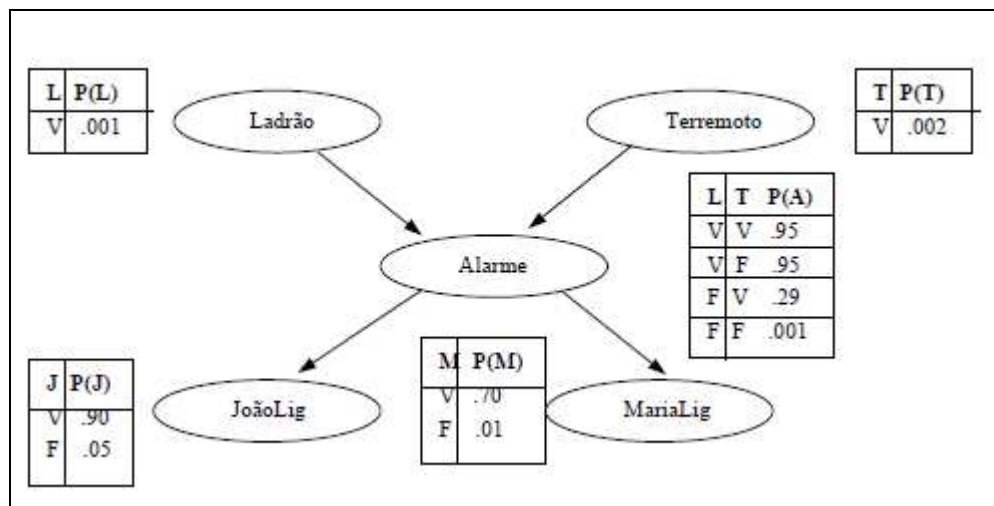 L P(L)
V .001
Ladrão
Terremoto
T P(T)
V .002
L T P(A)
V V .95
V F .95
F V .29
F F .001
Alarme
J P(J)
V .90
F .05
JoãoLig
M P(M)
V .70
F .01
MariaLig